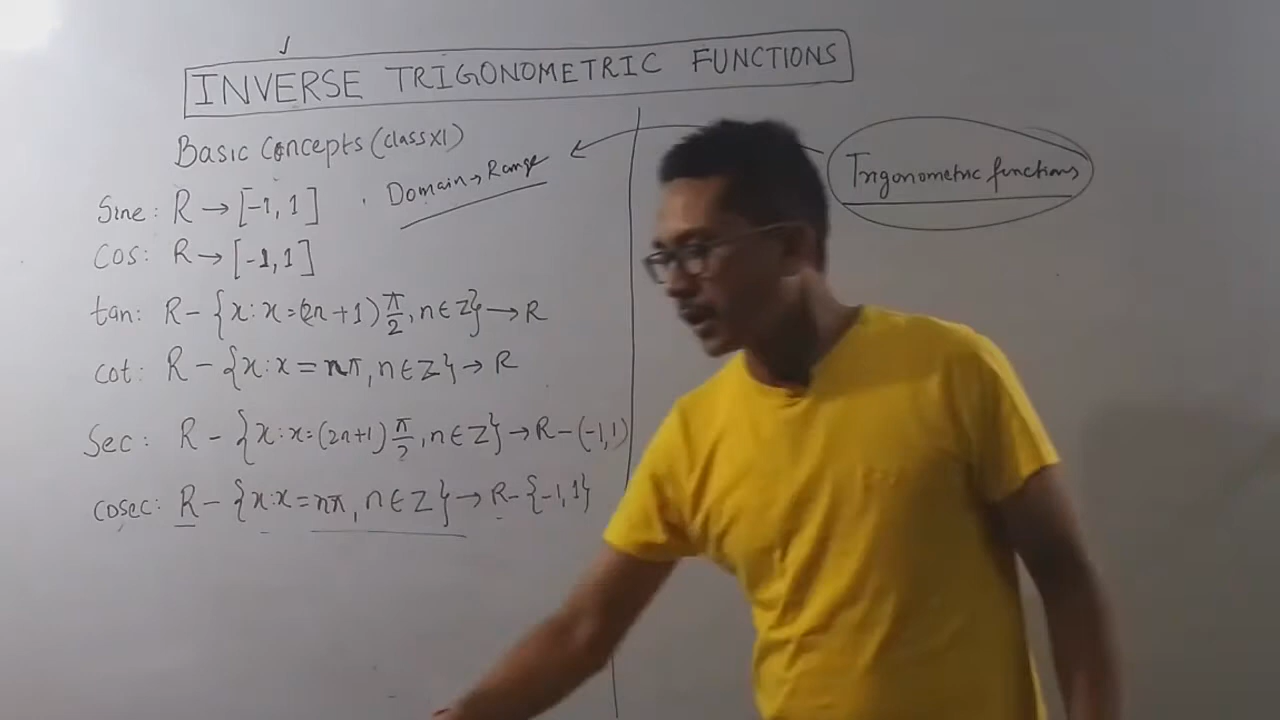 INVERSE TRIGONOMETRIC FUNCTIONS
Basic Concepts (class XI)
Domain → Range
Trigonometric functions
Sine: R → [-1, 1]
Cos: R → [-1, 1]
tan: R - {x : x = (2n + 1) π/2, n ∈ Z} → R
cot: R - {x : x = nπ, n ∈ Z} → R
Sec: R - {x : x = (2n+1) π/2, n ∈ Z} → R - (-1, 1)
cosec: R - {x : x = nπ, n ∈ Z} → R - {-1, 1}